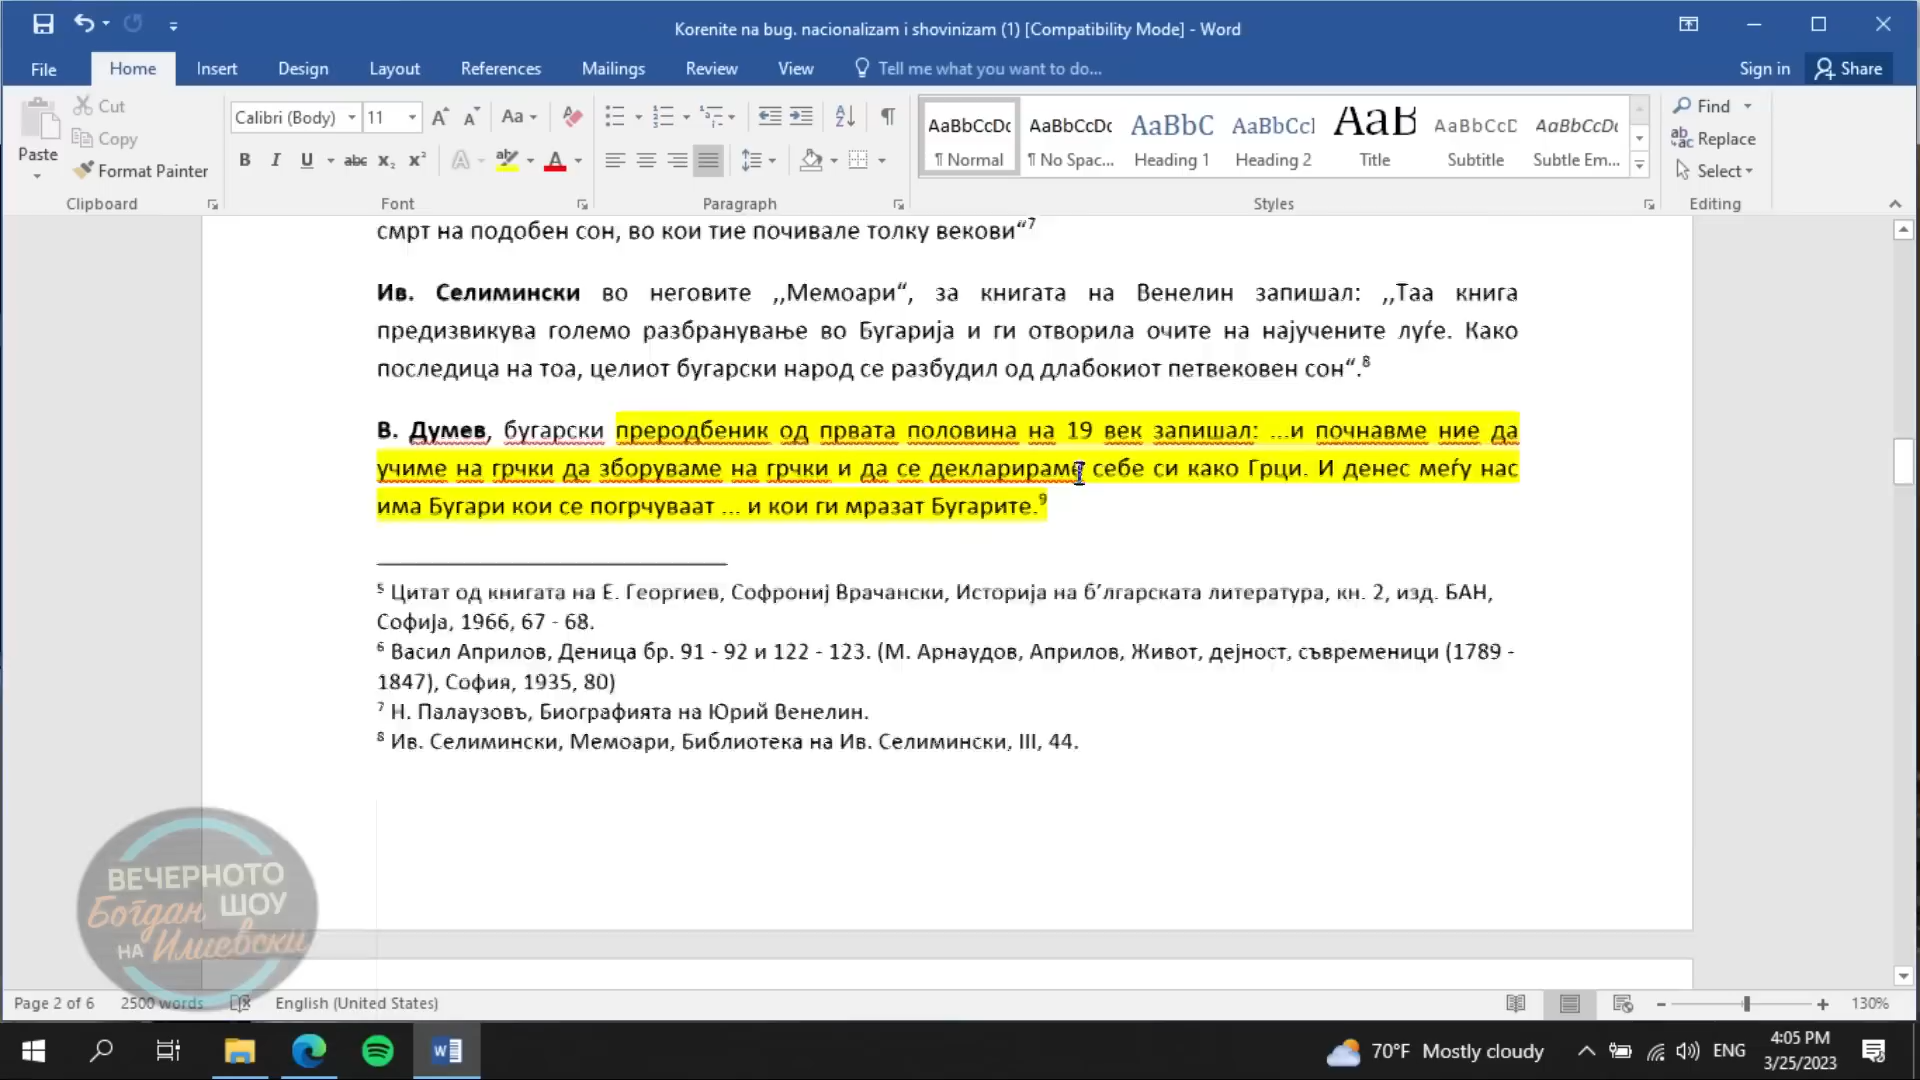 Korenite na bug. nacionalizam i shovinizam (1) [Compatibility Mode] - Word
File Home Insert Design Layout References Mailings Review View Tell me what you want to do... Sign in Share
Paste Cut
Copy
Format Painter
Clipboard
Calibri (Body) 11
Font
Paragraph
AaBbCcDc AaBbCcDc AaBbC AaBbCcl AaB AaBbCcD AaBbCcDc
¶ Normal ¶ No Spac... Heading 1 Heading 2 Title Subtitle Subtle Em...
Styles
Find
Replace
Select
Editing
смрт на подобен сон, во кои тие почивале толку векови“7
Ив. Селимински во неговите ,,Мемоари“, за книгата на Венелин запишал: ,,Таа книга
предизвикува големо разбранување во Бугарија и ги отворила очите на најучените луѓе. Како
последица на тоа, целиот бугарски народ се разбудил од длабокиот петвековен сон“.8
В. Думев, бугарски преродбеник од првата половина на 19 век запишал: ...и почнавме ние да
учиме на грчки да зборуваме на грчки и да се декларираме себе си како Грци. И денес меѓу нас
има Бугари кои се погрчуваат ... и кои ги мразат Бугарите.9
5 Цитат од книгата на Е. Георгиев, Софрониј Врачански, Историја на б’лгарската литература, кн. 2, изд. БАН,
Софија, 1966, 67 - 68.
6 Васил Априлов, Деница бр. 91 - 92 и 122 - 123. (М. Арнаудов, Априлов, Живот, дејност, съвременици (1789 -
1847), София, 1935, 80)
7 Н. Палаузовъ, Биографията на Юрий Венелин.
8 Ив. Селимински, Мемоари, Библиотека на Ив. Селимински, III, 44.
ВЕЧЕРНОТО
ШОУ
НА
Богдан
Илиевски
Page 2 of 6 2500 words English (United States) 130%
70°F Mostly cloudy ENG 4:05 PM
3/25/2023